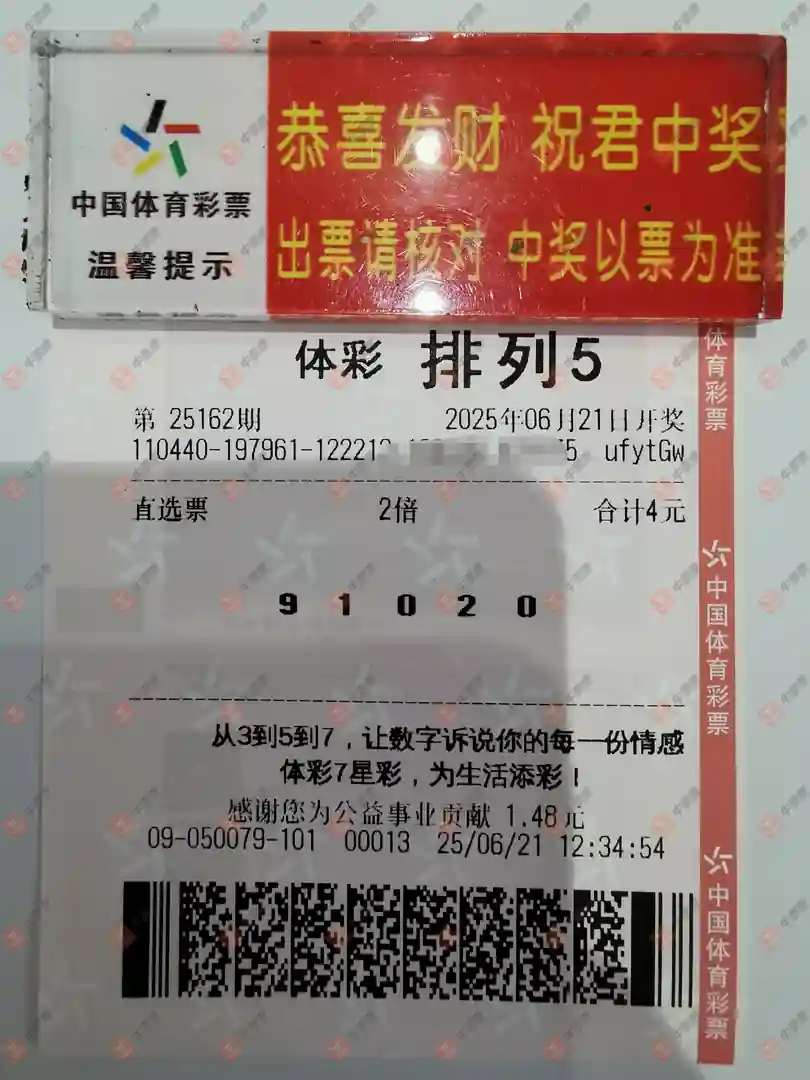 恭喜发财 祝君中奖
中国体育彩票
出票请核对 中奖以票为准
温馨提示
体彩 排列5
第 25162期 2025年06月21日开奖
110440-197961-12221 5 ufytGw
直选票 2倍 合计4元
9 1 0 2 0
从3到5到7，让数字诉说你的每一份情感
体彩7星彩，为生活添彩！
感谢您为公益事业贡献 1.48元
09-050079-101 00013 25/06/21 12:34:54
体育彩票
中国体育彩票
中国体育彩票